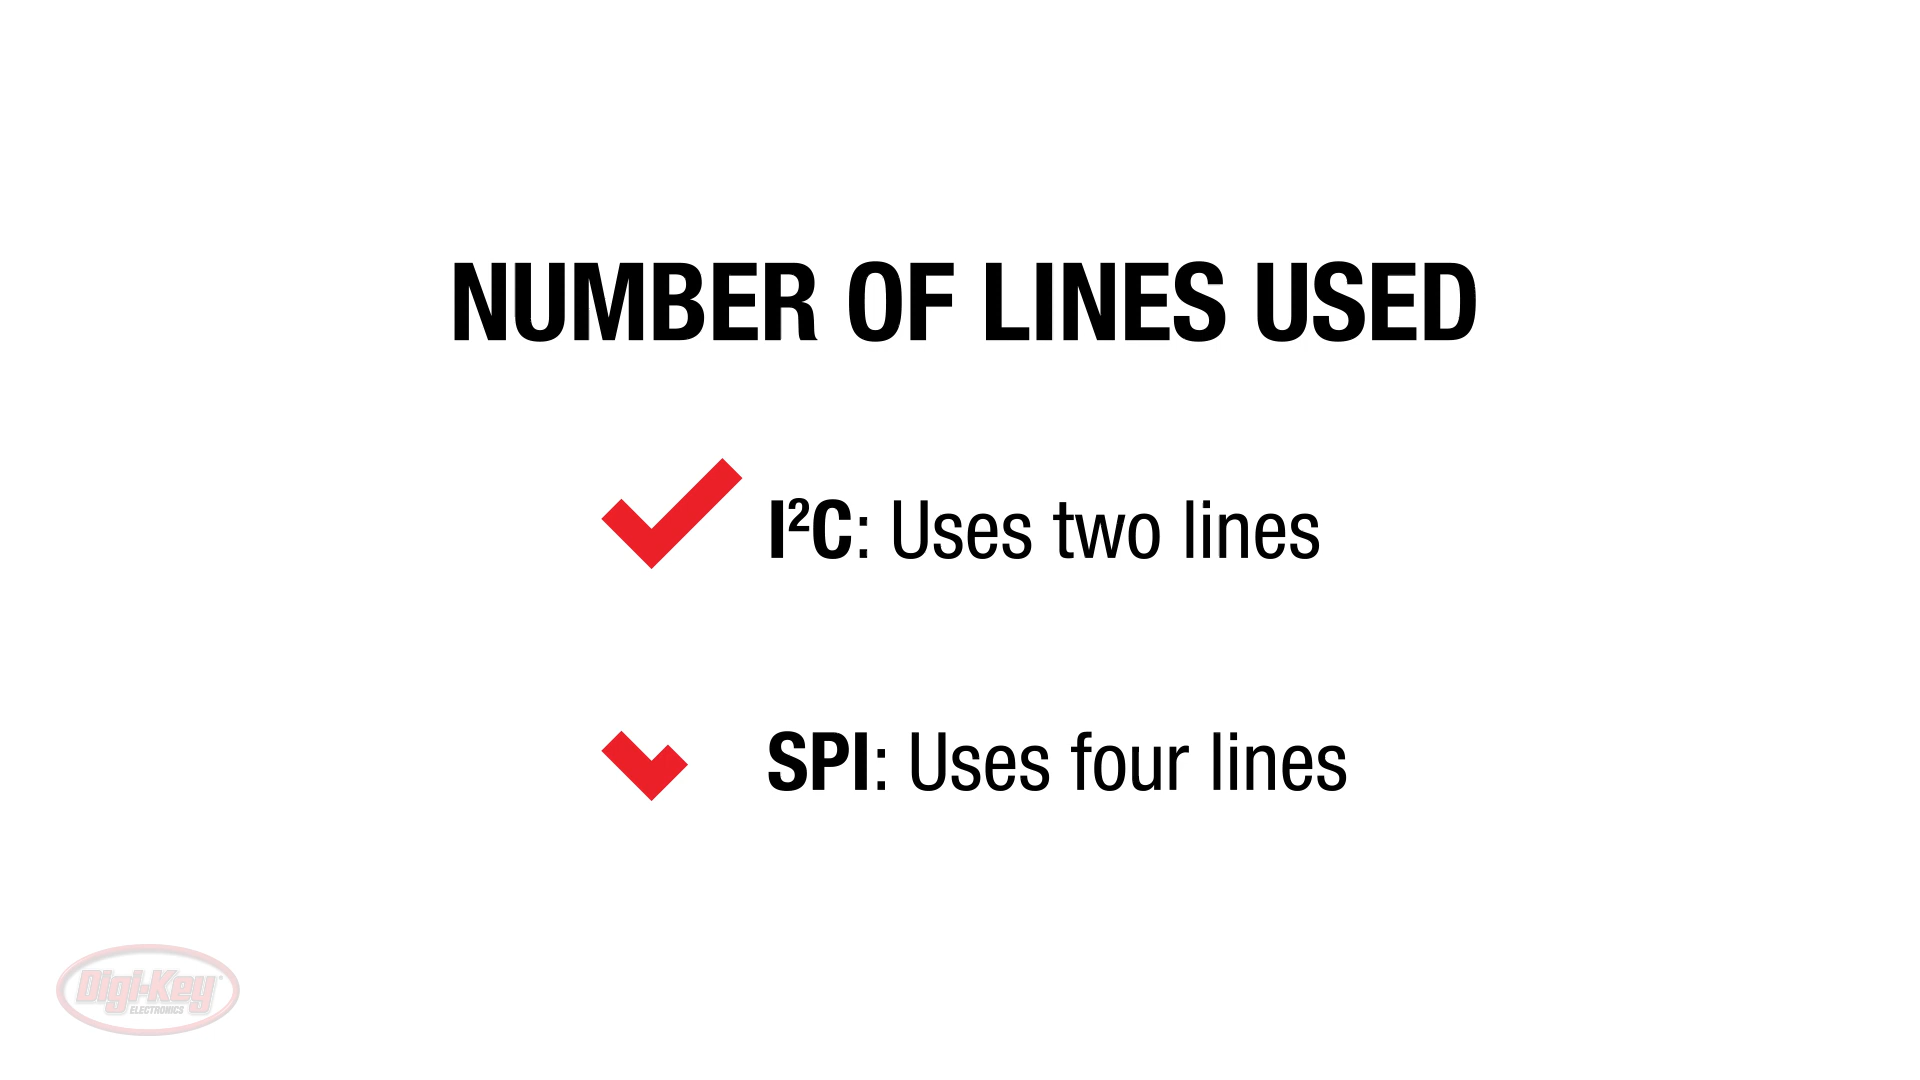 NUMBER OF LINES USED
I²C: Uses two lines
SPI: Uses four lines
Digi-Key
ELECTRONICS